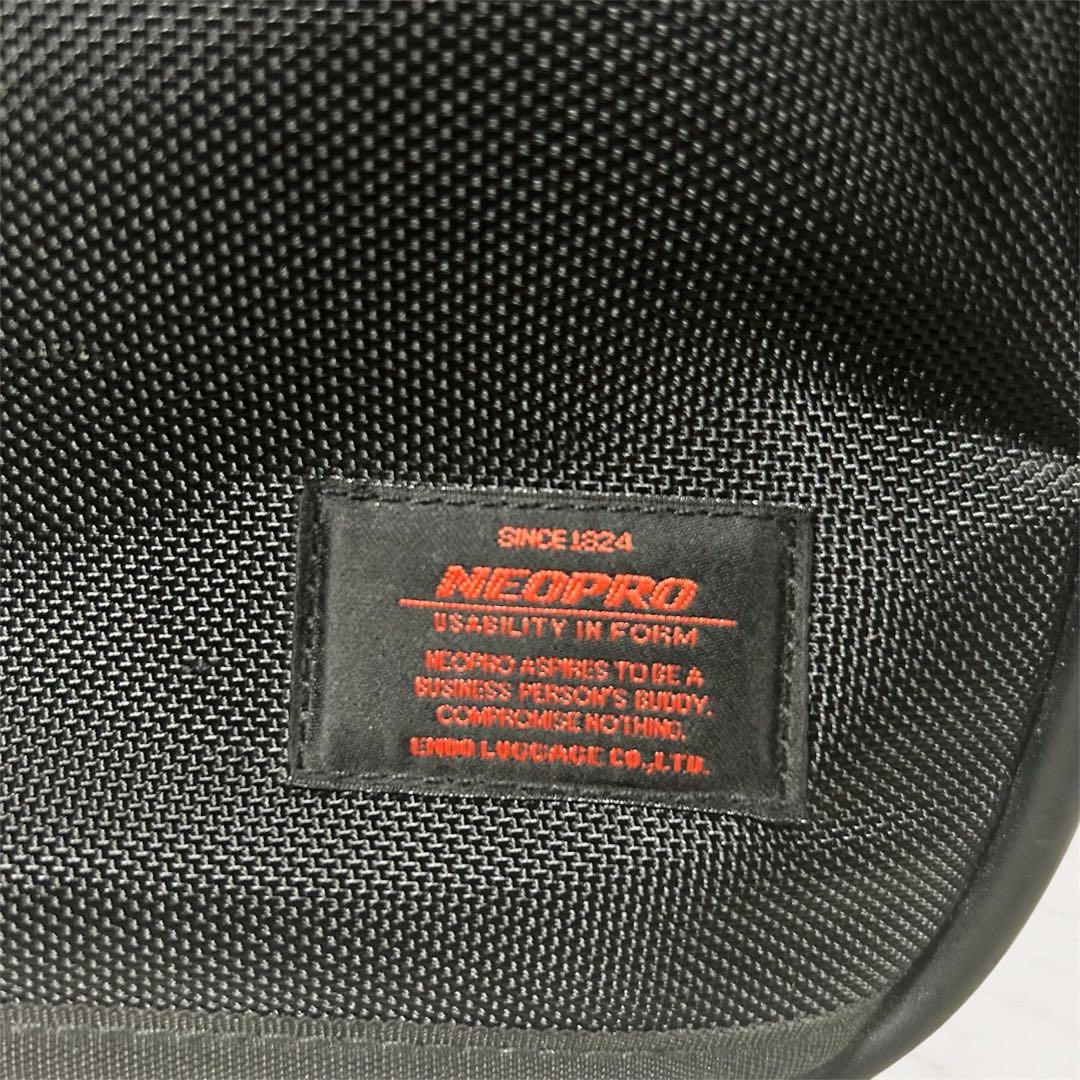 SINCE 1824
NEOPRO
USABILITY IN FORM
NEOPRO ASPIRES TO BE A
BUSINESS PERSON'S BUDDY.
COMPROMISE NOTHING.
ENDO LUGGAGE CO.,LTD.